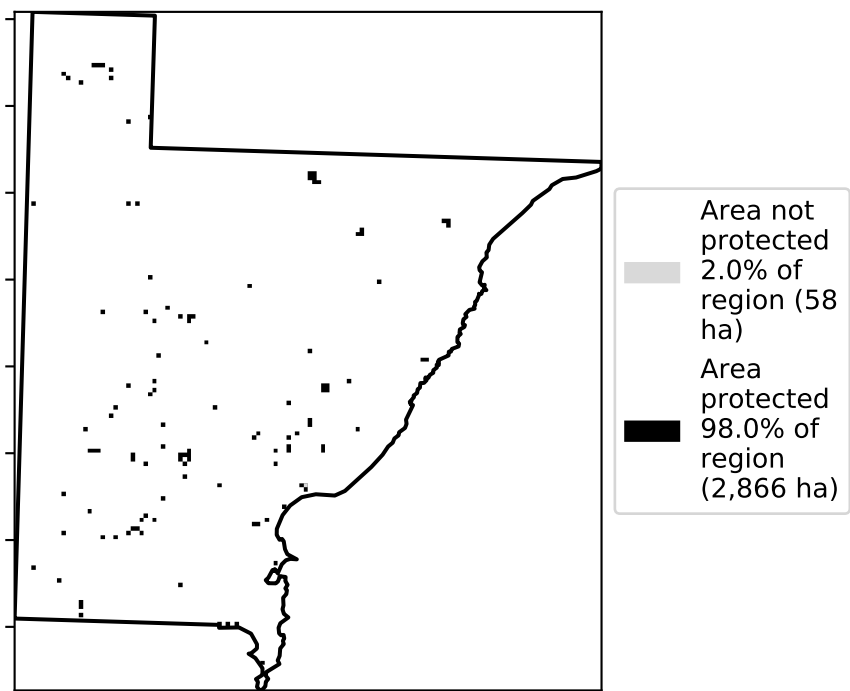 Area not
protected
2.0% of
region (58
ha)
Area
protected
98.0% of
region
(2,866 ha)